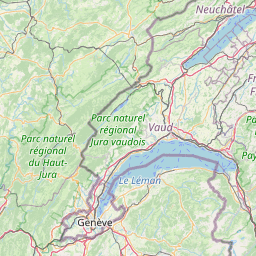 Neuchâtel
Parc naturel
régional
Jura vaudois
Vaud
Parc naturel
régional
du Haut-
Jura
Le Léman
Genève